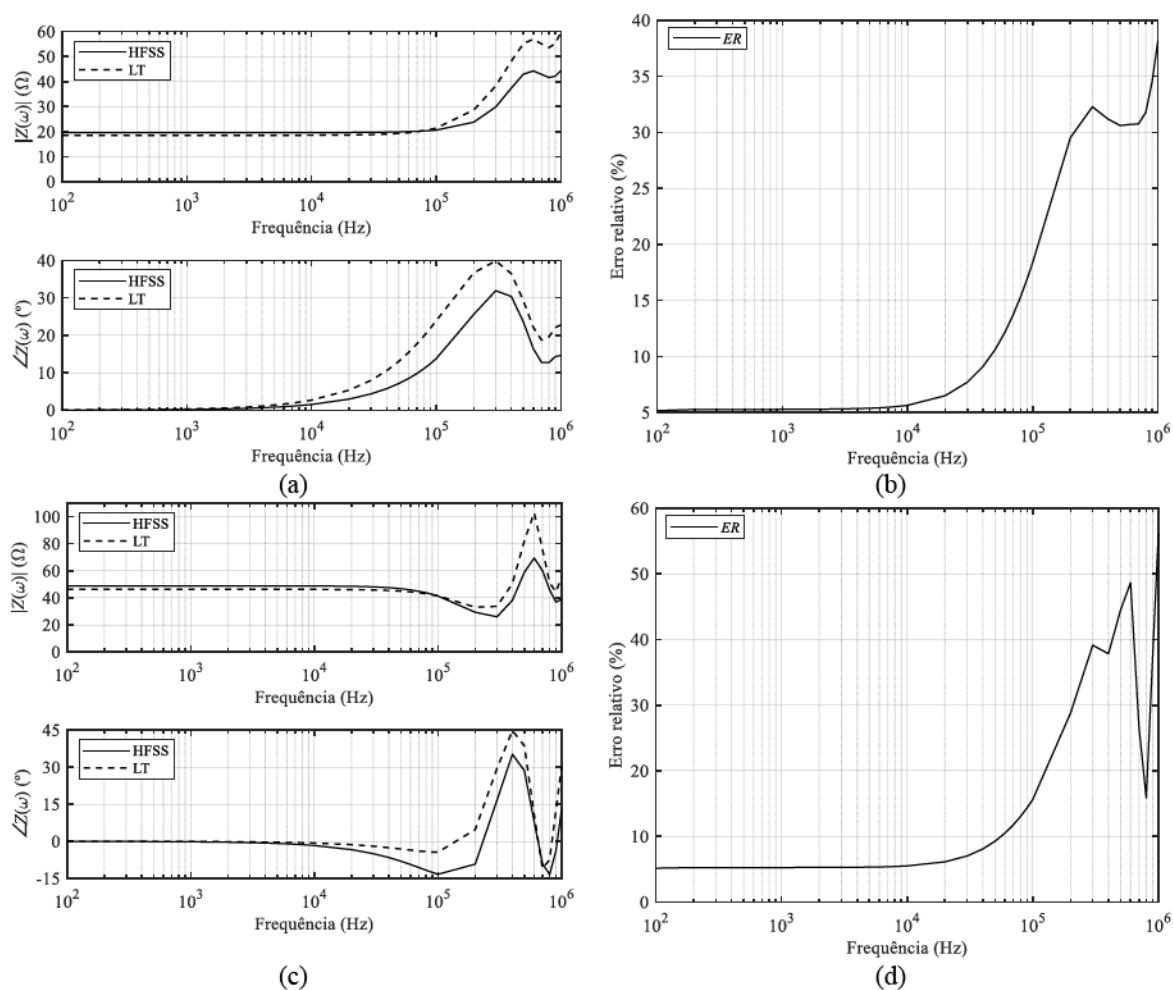 |Z(ω)| (Ω)
60
50
40
30
20
10
0
HFSS
LT
10² 10³ 10⁴ 10⁵ 10⁶
Frequência (Hz)
∠Z(ω) (º)
40
30
20
10
0
HFSS
LT
10² 10³ 10⁴ 10⁵ 10⁶
Frequência (Hz)
(a)
Erro relativo (%)
40
35
30
25
20
15
10
5
ER
10² 10³ 10⁴ 10⁵ 10⁶
Frequência (Hz)
(b)
|Z(ω)| (Ω)
100
80
60
40
20
0
HFSS
LT
10² 10³ 10⁴ 10⁵ 10⁶
Frequência (Hz)
∠Z(ω) (º)
45
30
15
0
-15
HFSS
LT
10² 10³ 10⁴ 10⁵ 10⁶
Frequência (Hz)
(c)
Erro relativo (%)
60
50
40
30
20
10
0
ER
10² 10³ 10⁴ 10⁵ 10⁶
Frequência (Hz)
(d)